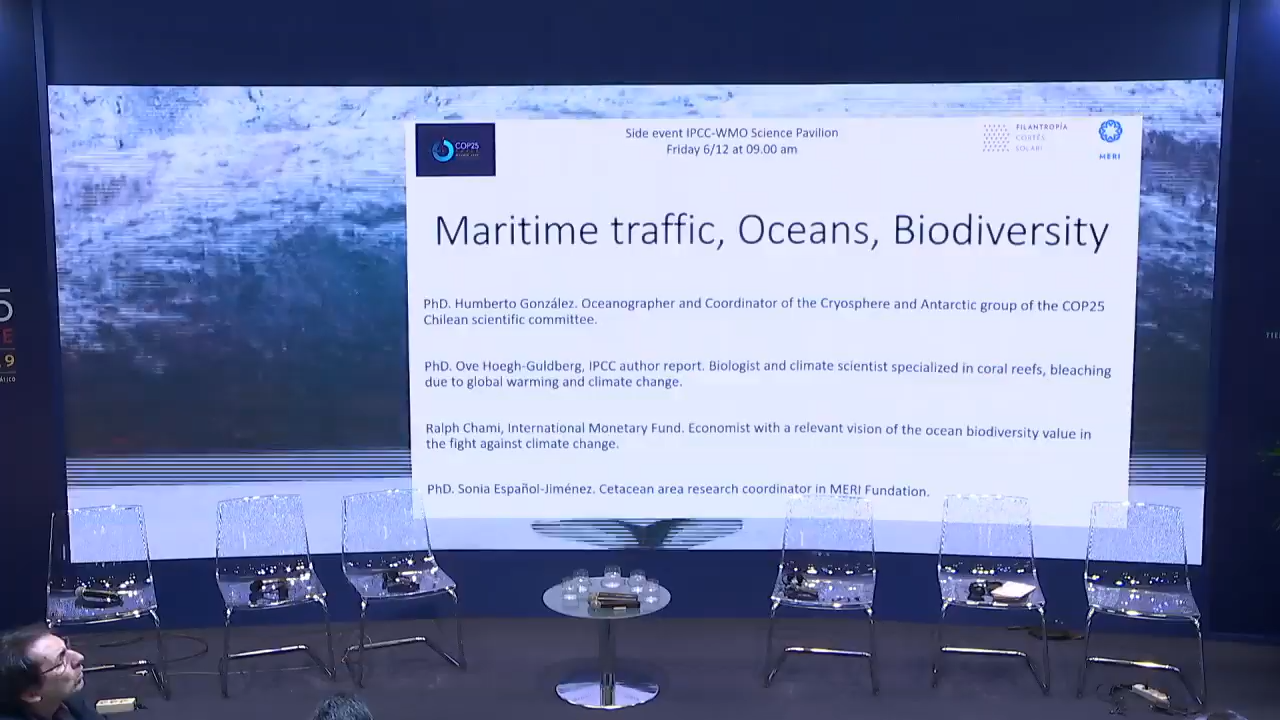 COP25
Side event IPCC-WMO Science Pavilion
Friday 6/12 at 09.00 am
FILANTROPÍA
CORTÉS
SOLARI
MERI
Maritime traffic, Oceans, Biodiversity
PhD. Humberto González. Oceanographer and Coordinator of the Cryosphere and Antarctic group of the COP25
Chilean scientific committee.
PhD. Ove Hoegh-Guldberg, IPCC author report. Biologist and climate scientist specialized in coral reefs, bleaching
due to global warming and climate change.
Ralph Chami, International Monetary Fund. Economist with a relevant vision of the ocean biodiversity value in
the fight against climate change.
PhD. Sonia Español-Jiménez. Cetacean area research coordinator in MERI Fundation.